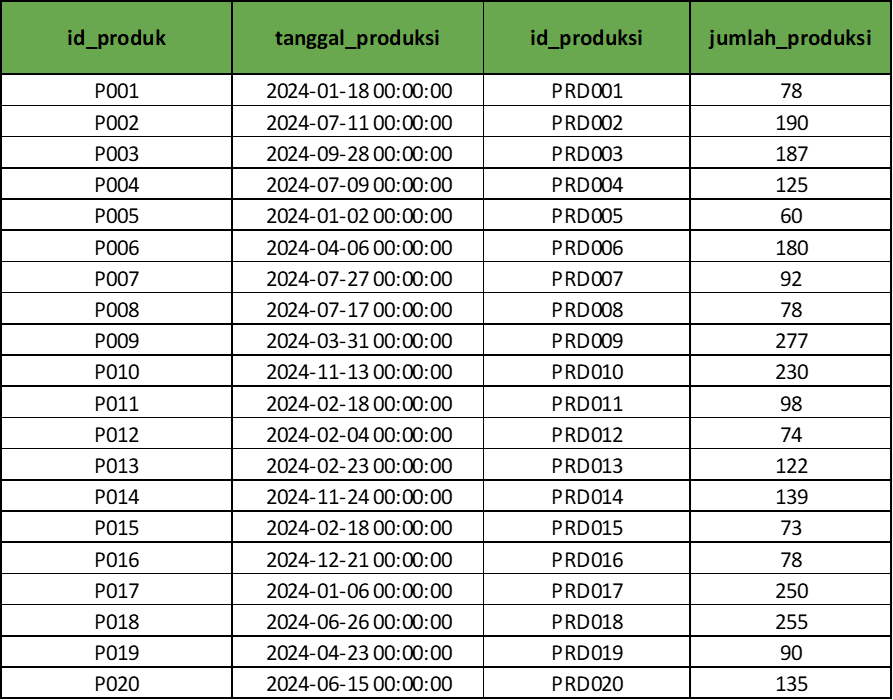 id_produk tanggal_produksi id_produksi jumlah_produksi
P001 2024-01-18 00:00:00 PRD001 78
P002 2024-07-11 00:00:00 PRD002 190
P003 2024-09-28 00:00:00 PRD003 187
P004 2024-07-09 00:00:00 PRD004 125
P005 2024-01-02 00:00:00 PRD005 60
P006 2024-04-06 00:00:00 PRD006 180
P007 2024-07-27 00:00:00 PRD007 92
P008 2024-07-17 00:00:00 PRD008 78
P009 2024-03-31 00:00:00 PRD009 277
P010 2024-11-13 00:00:00 PRD010 230
P011 2024-02-18 00:00:00 PRD011 98
P012 2024-02-04 00:00:00 PRD012 74
P013 2024-02-23 00:00:00 PRD013 122
P014 2024-11-24 00:00:00 PRD014 139
P015 2024-02-18 00:00:00 PRD015 73
P016 2024-12-21 00:00:00 PRD016 78
P017 2024-01-06 00:00:00 PRD017 250
P018 2024-06-26 00:00:00 PRD018 255
P019 2024-04-23 00:00:00 PRD019 90
P020 2024-06-15 00:00:00 PRD020 135